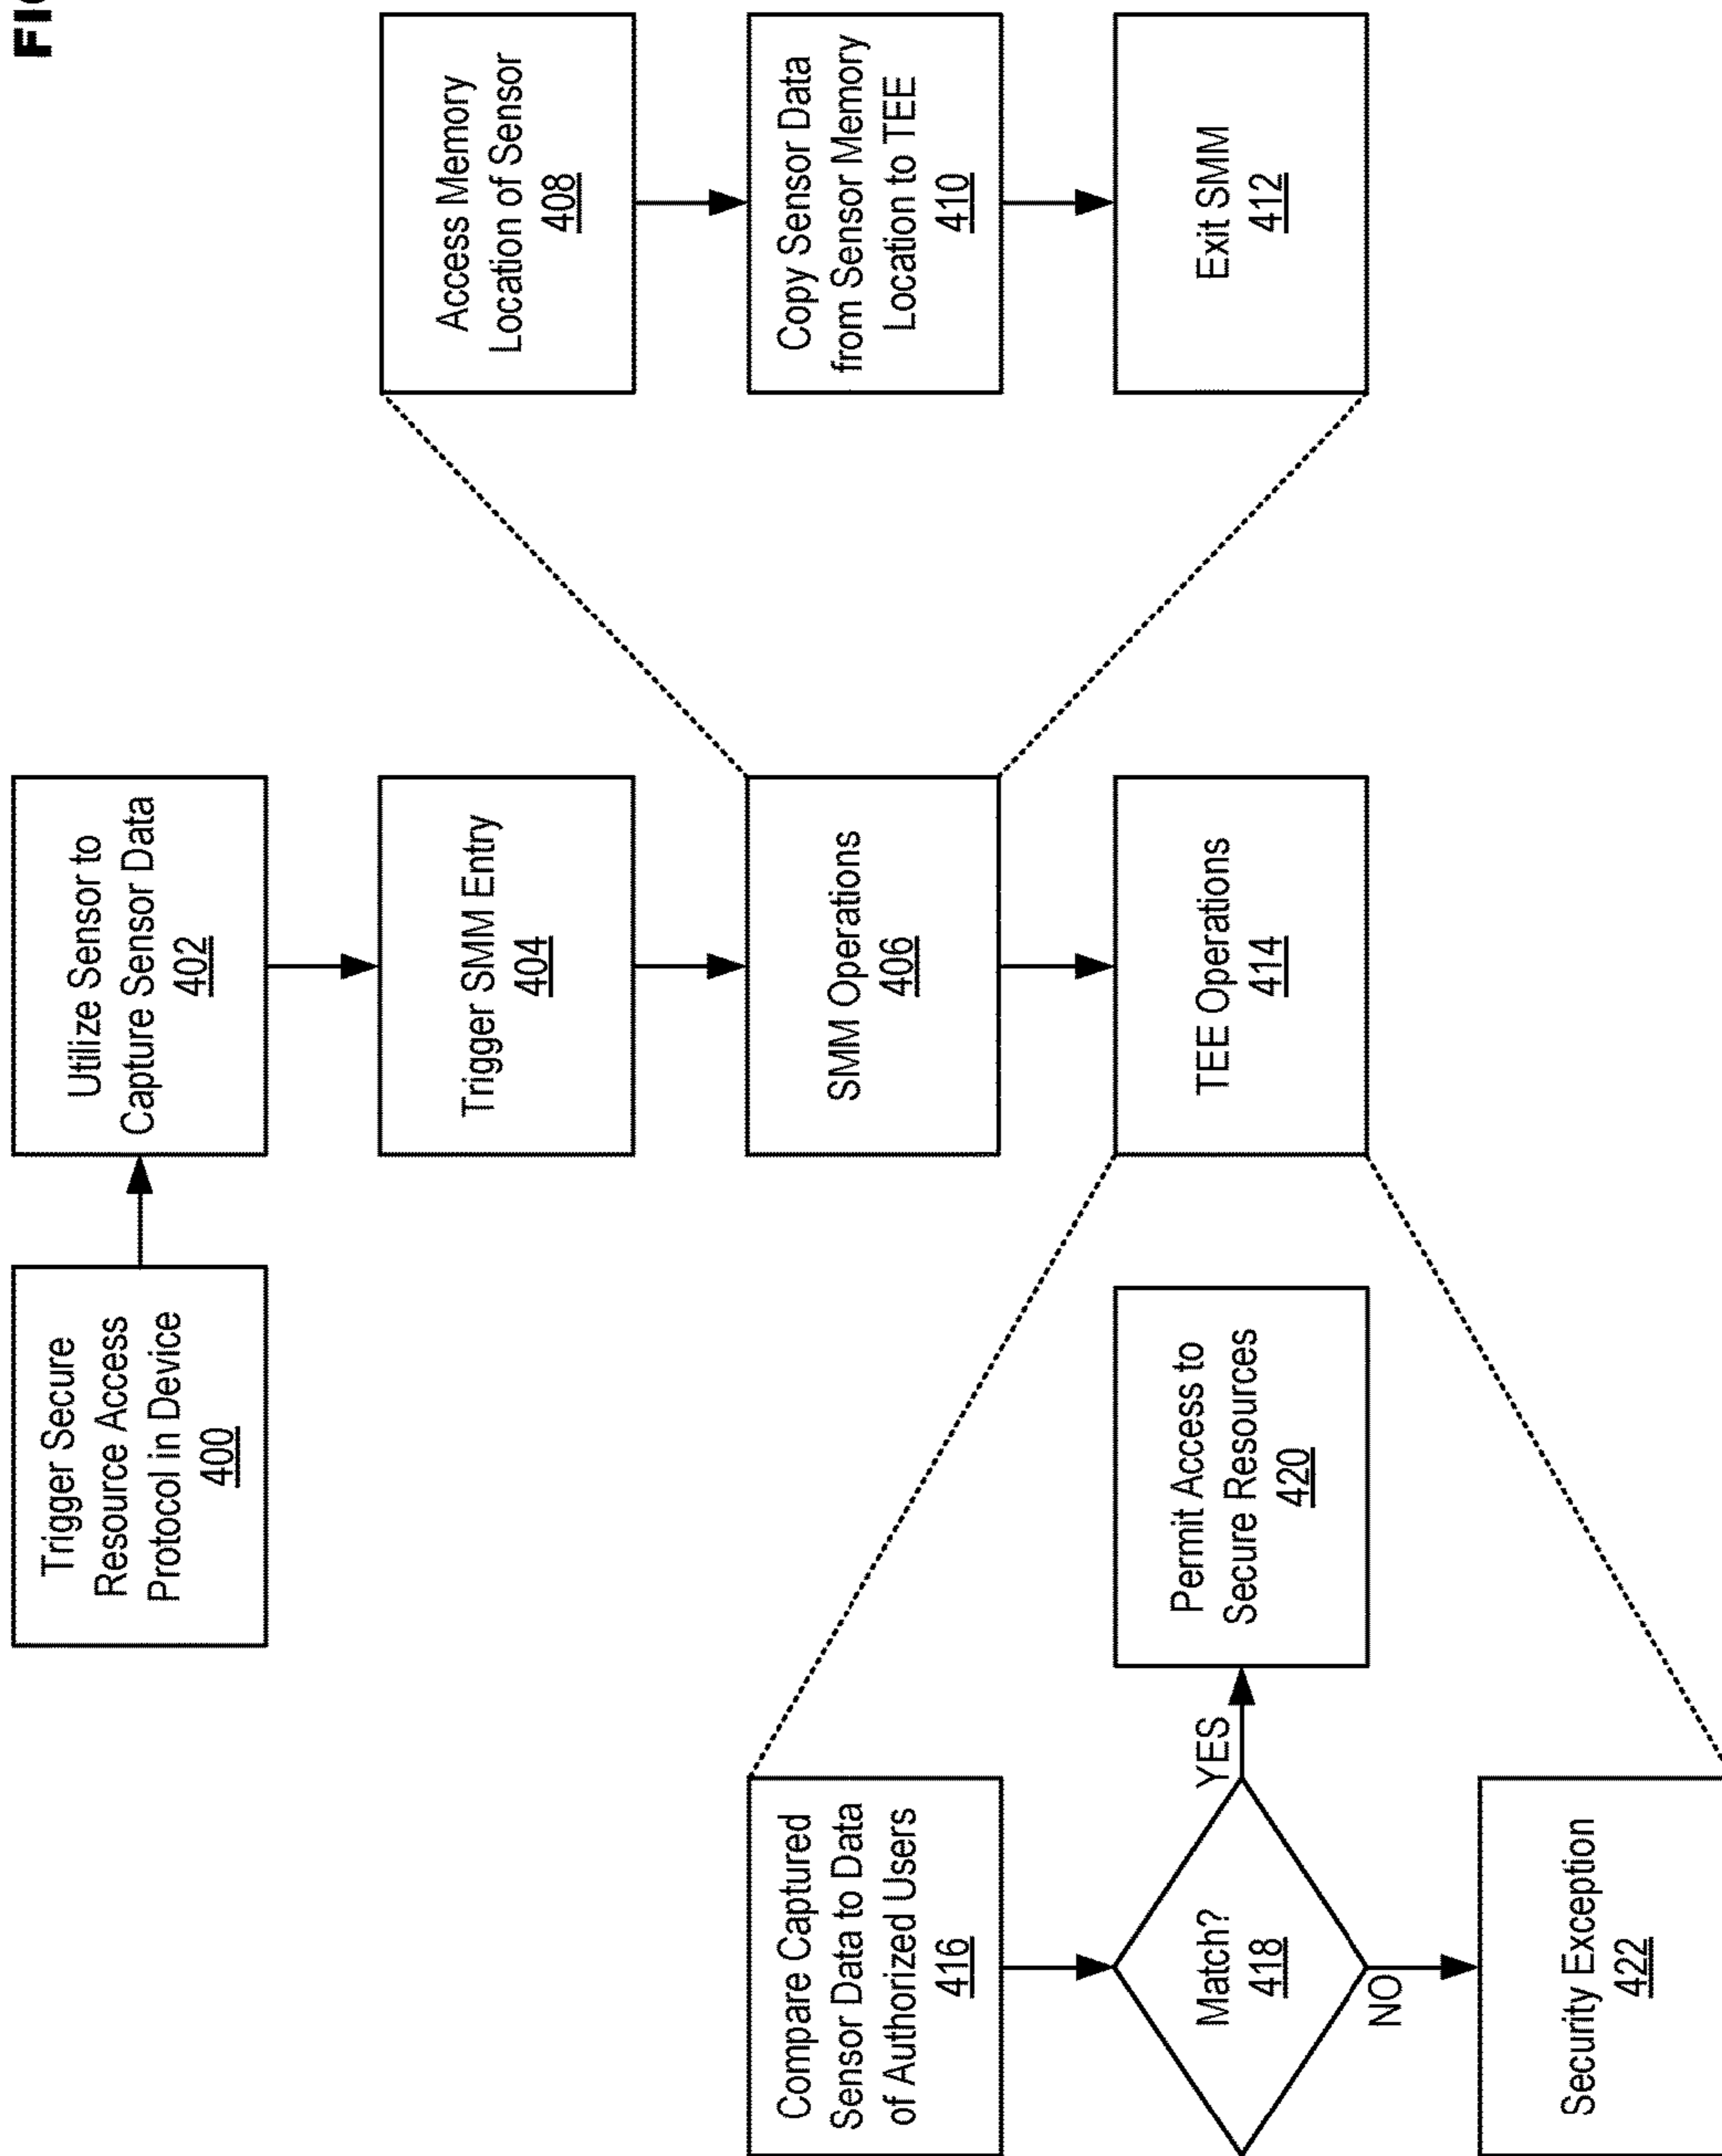 FI
Trigger Secure
Resource Access
Protocol in Device
400
Utilize Sensor to
Capture Sensor Data
402
Trigger SMM Entry
404
SMM Operations
406
Access Memory
Location of Sensor
408
Copy Sensor Data
from Sensor Memory
Location to TEE
410
Exit SMM
412
TEE Operations
414
Compare Captured
Sensor Data to Data
of Authorized Users
416
Match?
418
YES
Permit Access to
Secure Resources
420
NO
Security Exception
422